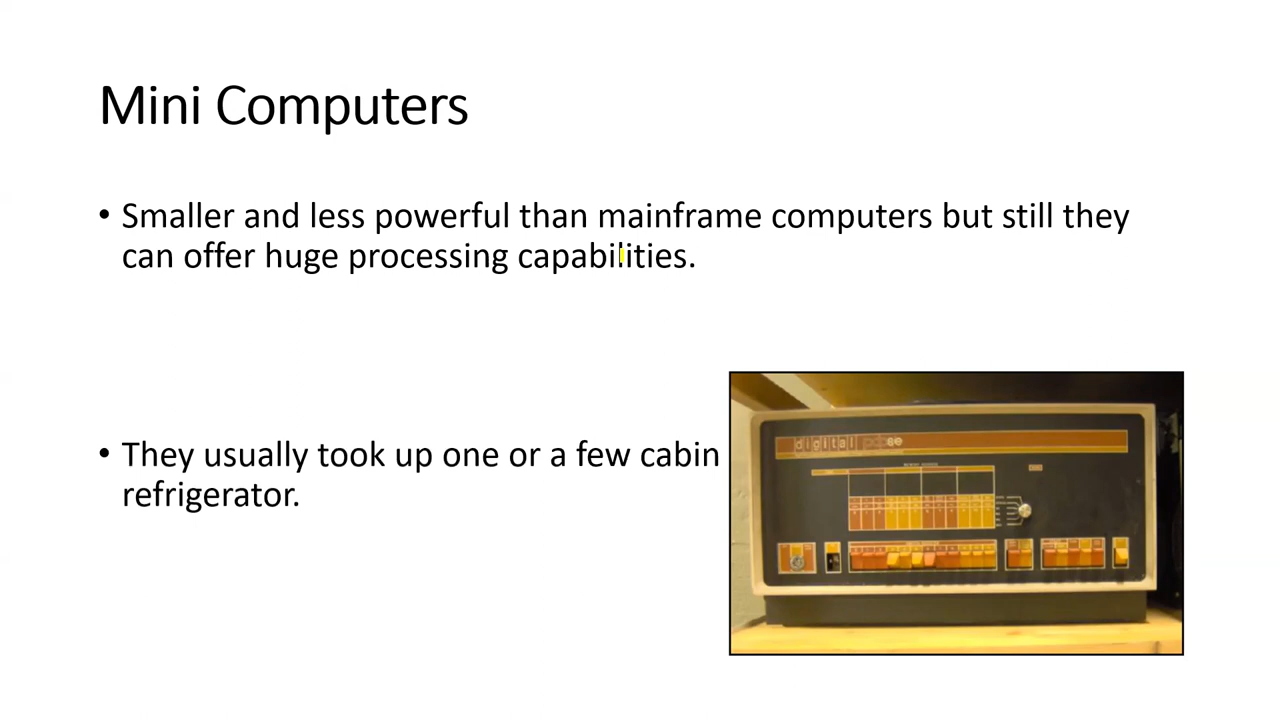 Mini Computers
• Smaller and less powerful than mainframe computers but still they
can offer huge processing capabilities.
• They usually took up one or a few cabin
refrigerator.
digital pdp8e